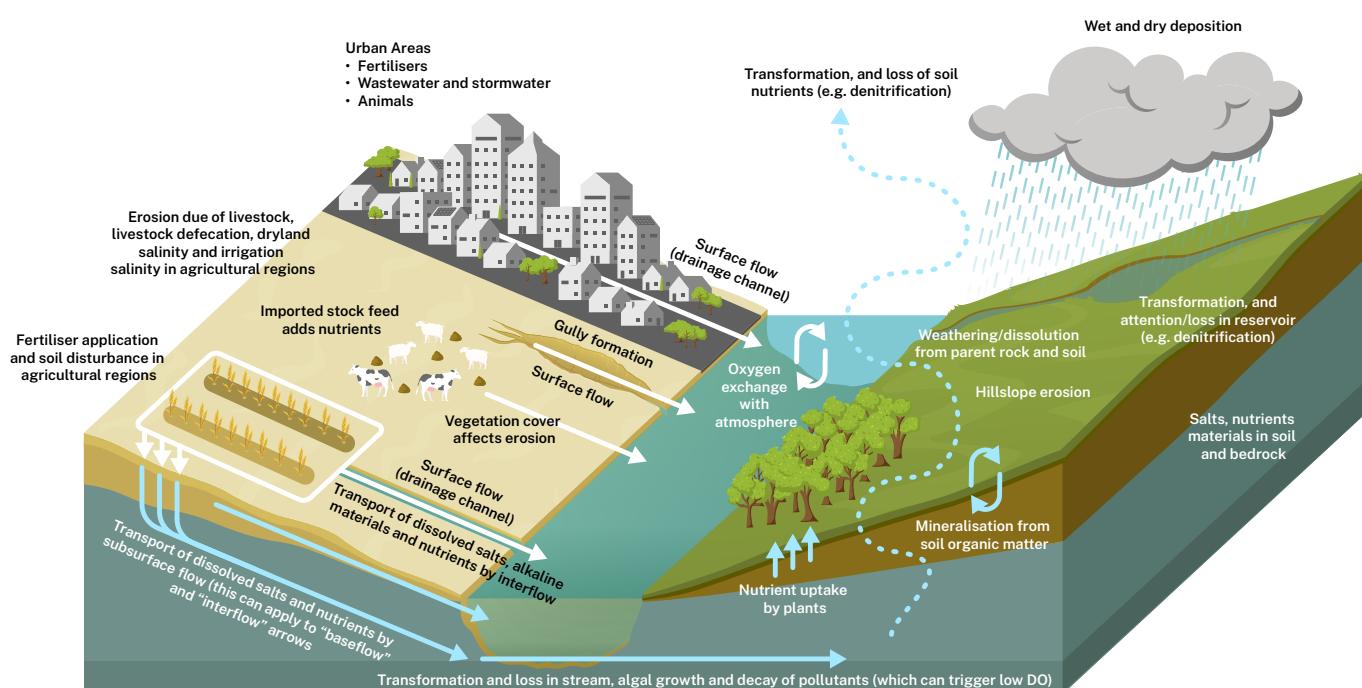 Wet and dry deposition
Urban Areas
• Fertilisers
• Wastewater and stormwater
• Animals
Transformation, and loss of soil
nutrients (e.g. denitrification)
Erosion due of livestock,
livestock defecation, dryland
salinity and irrigation
salinity in agricultural regions
Surface flow
(drainage channel)
Imported stock feed
adds nutrients
Fertiliser application
and soil disturbance in
agricultural regions
Gully formation
Surface flow
Vegetation cover
affects erosion
Oxygen
exchange
with
atmosphere
Weathering/dissolution
from parent rock and soil
Transformation, and
attention/loss in reservoir
(e.g. denitrification)
Hillslope erosion
Salts, nutrients
materials in soil
and bedrock
Surface flow
(drainage channel)
Transport of dissolved salts, alkaline
materials and nutrients by interflow
Mineralisation from
soil organic matter
Nutrient uptake
by plants
Transport of dissolved salts and nutrients by
subsurface flow (this can apply to “baseflow”
and “interflow” arrows
Transformation and loss in stream, algal growth and decay of pollutants (which can trigger low DO)